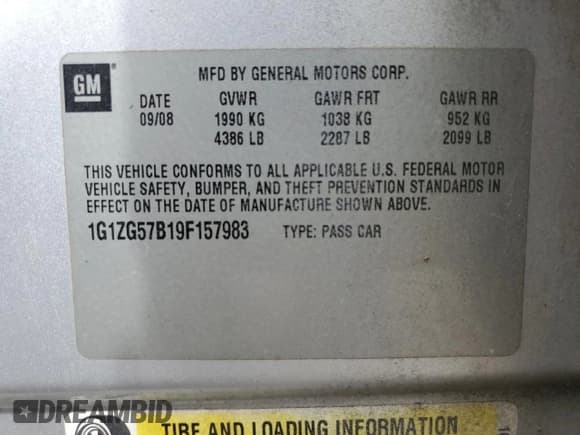 GM®
MFD BY GENERAL MOTORS CORP.
DATE GVWR GAWR FRT GAWR RR
09/08 1990 KG 1038 KG 952 KG
4386 LB 2287 LB 2099 LB
THIS VEHICLE CONFORMS TO ALL APPLICABLE U.S. FEDERAL MOTOR
VEHICLE SAFETY, BUMPER, AND THEFT PREVENTION STANDARDS IN
EFFECT ON THE DATE OF MANUFACTURE SHOWN ABOVE.
1G1ZG57B19F157983 TYPE: PASS CAR
TIRE AND LOADING INFORMATION
DREAMBID